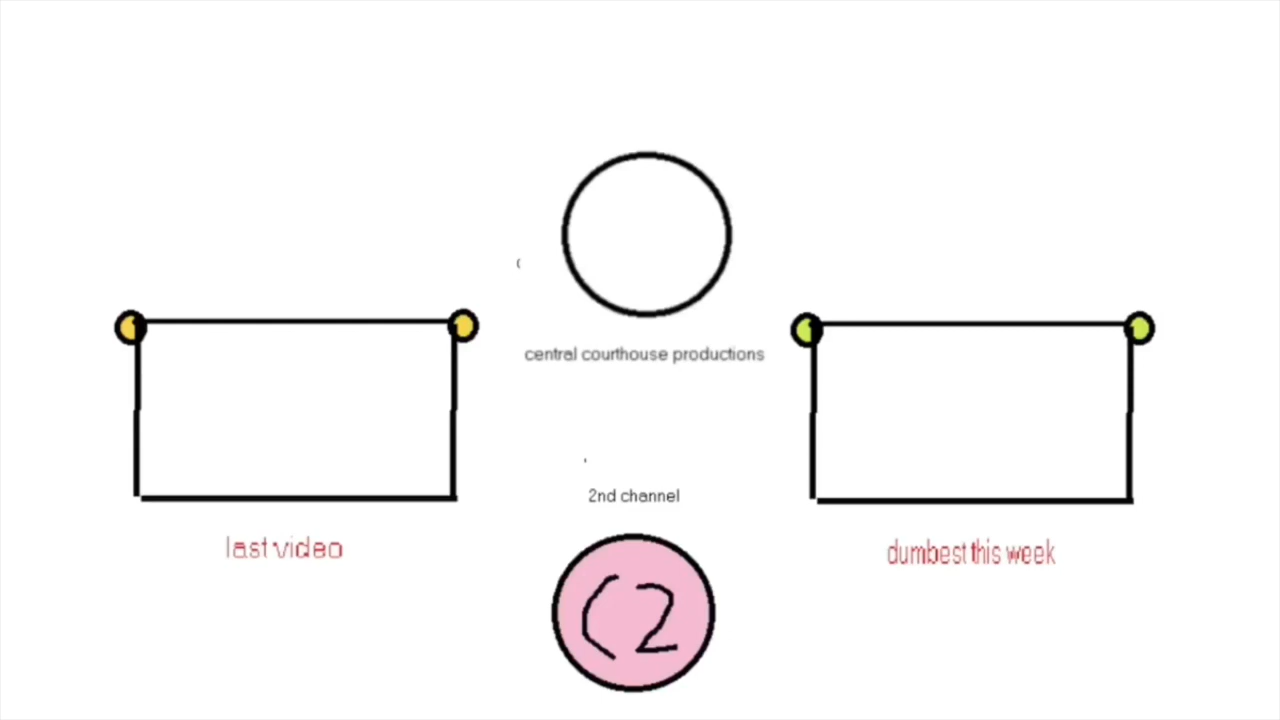 central courthouse productions
2nd channel
last video
dumbest this week
C2